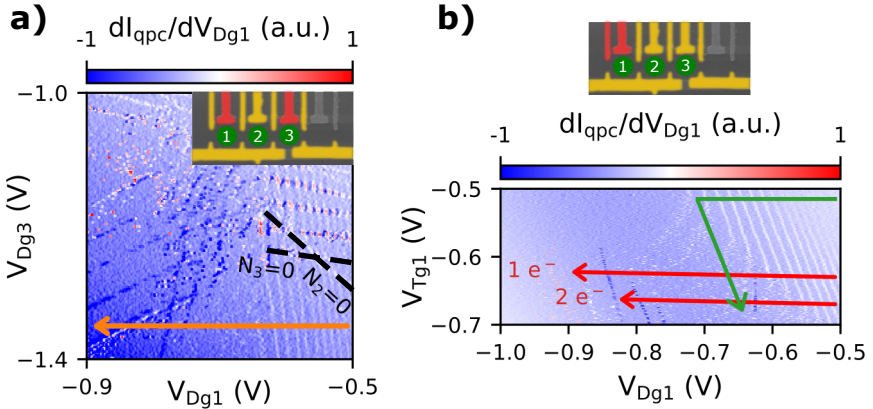 a)
dI_qpc/dV_Dg1 (a.u.)
-1 1
1 2 3
−1.0
V_Dg3 (V)
N_3=0 N_2=0
−1.4
−0.9 −0.5
V_Dg1 (V)
b)
1 2 3
dI_qpc/dV_Dg1 (a.u.)
-1 1
−0.5
V_Tg1 (V)
−0.6
1 e⁻
2 e⁻
−0.7
−1.0 −0.9 −0.8 −0.7 −0.6 −0.5
V_Dg1 (V)